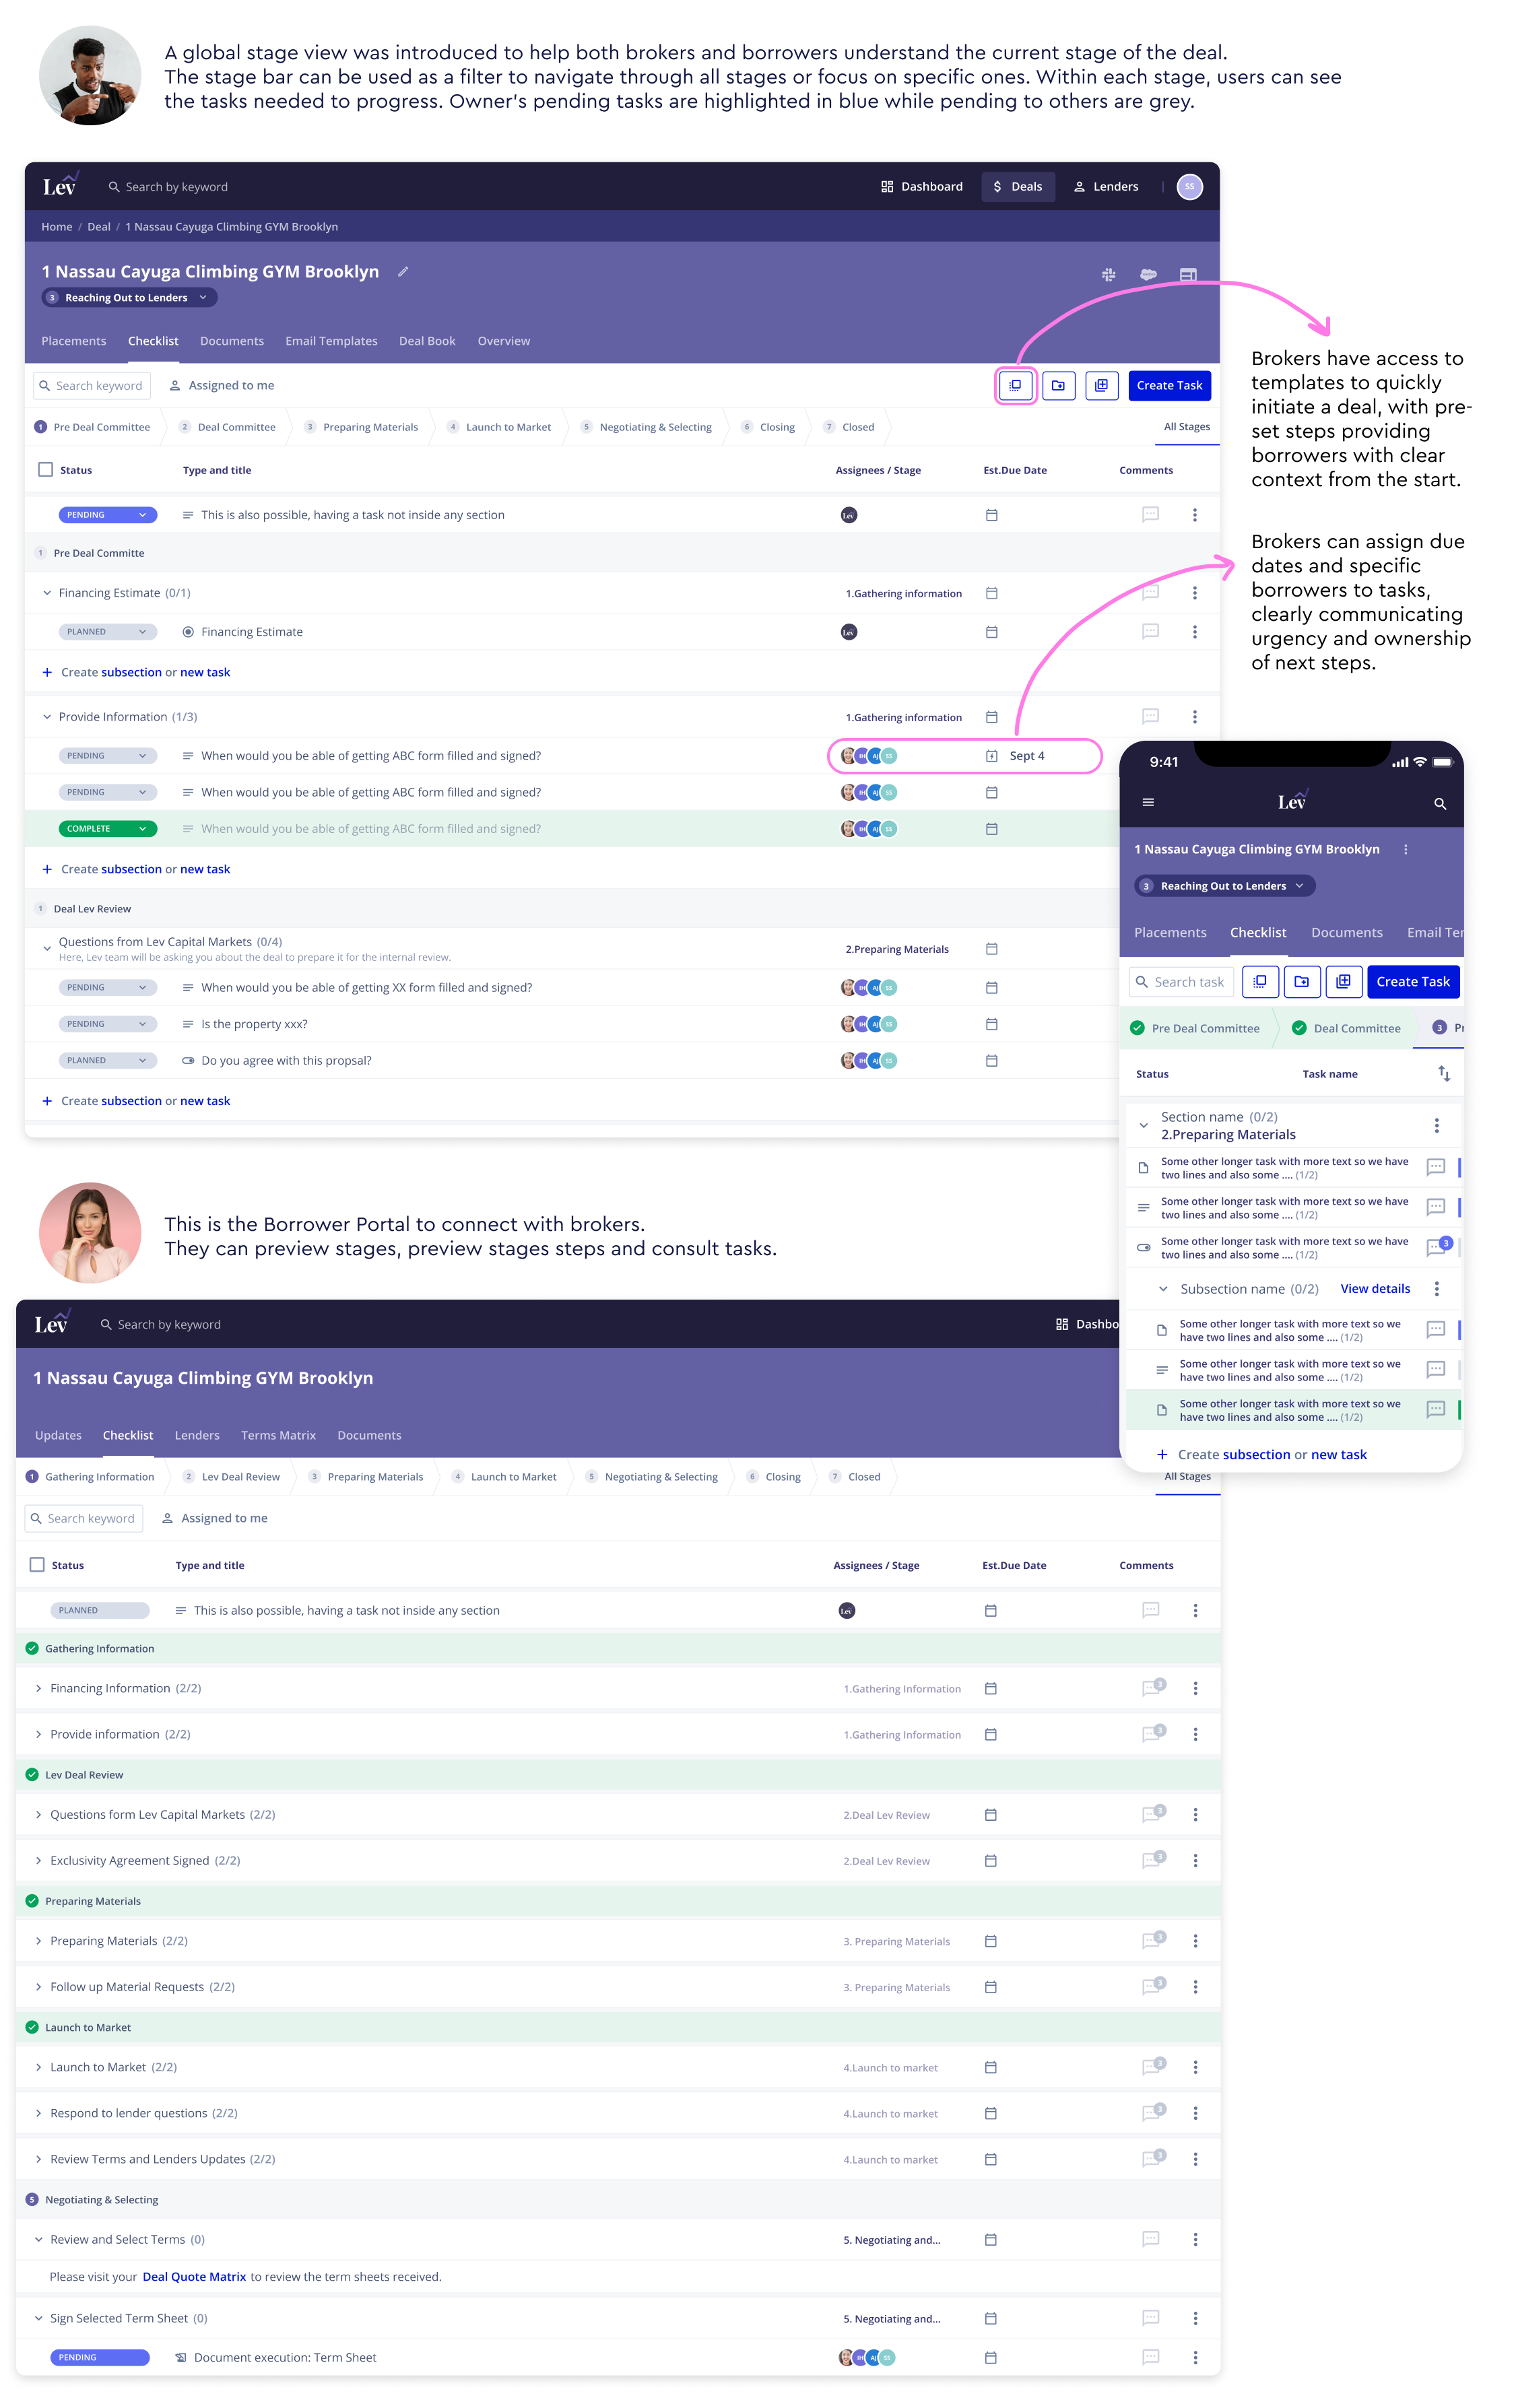 A global stage view was introduced to help both brokers and borrowers understand the current stage of the deal.
The stage bar can be used as a filter to navigate through all stages or focus on specific ones. Within each stage, users can see
the tasks needed to progress. Owner's pending tasks are highlighted in blue while pending to others are grey.
Lev
Search by keyword
Dashboard
Deals
Lenders
SS
Home / Deal / 1 Nassau Cayuga Climbing GYM Brooklyn
1 Nassau Cayuga Climbing GYM Brooklyn
3 Reaching Out to Lenders
Placements Checklist Documents Email Templates Deal Book Overview
Search keyword
Assigned to me
Create Task
1 Pre Deal Committee 2 Deal Committee 3 Preparing Materials 4 Launch to Market 5 Negotiating & Selecting 6 Closing 7 Closed All Stages
Status Type and title Assignees / Stage Est.Due Date Comments
PENDING This is also possible, having a task not inside any section Lev
1 Pre Deal Committe
Financing Estimate (0/1) 1.Gathering information
PLANNED Financing Estimate Lev
+ Create subsection or new task
Provide Information (1/3) 1.Gathering information
PENDING When would you be able of getting ABC form filled and signed? IH AJ SS Sept 4
PENDING When would you be able of getting ABC form filled and signed? IH AJ SS
COMPLETE When would you be able of getting ABC form filled and signed? IH AJ SS
+ Create subsection or new task
1 Deal Lev Review
Questions from Lev Capital Markets (0/4) 2.Preparing Materials
Here, Lev team will be asking you about the deal to prepare it for the internal review.
PENDING When would you be able of getting XX form filled and signed? IH AJ SS
PENDING Is the property xxx? IH AJ SS
PLANNED Do you agree with this propsal? IH AJ SS
+ Create subsection or new task
Brokers have access to
templates to quickly
initiate a deal, with pre-
set steps providing
borrowers with clear
context from the start.
Brokers can assign due
dates and specific
borrowers to tasks,
clearly communicating
urgency and ownership
of next steps.
9:41
Lev
1 Nassau Cayuga Climbing GYM Brooklyn
3 Reaching Out to Lenders
Placements Checklist Documents Email Ter
Search task
Create Task
Pre Deal Committee Deal Committee 3 Pr
Status Task name
Section name (0/2)
2.Preparing Materials
Some other longer task with more text so we have
two lines and also some .... (1/2)
Some other longer task with more text so we have
two lines and also some .... (1/2)
Some other longer task with more text so we have
two lines and also some .... (1/2)
3
Subsection name (0/2) View details
Some other longer task with more text so we
have two lines and also some .... (1/2)
Some other longer task with more text so we
have two lines and also some .... (1/2)
Some other longer task with more text so we
have two lines and also some .... (1/2)
+ Create subsection or new task
This is the Borrower Portal to connect with brokers.
They can preview stages, preview stages steps and consult tasks.
Lev
Search by keyword
Dashbo
1 Nassau Cayuga Climbing GYM Brooklyn
Updates Checklist Lenders Terms Matrix Documents
1 Gathering Information 2 Lev Deal Review 3 Preparing Materials 4 Launch to Market 5 Negotiating & Selecting 6 Closing 7 Closed All Stages
Search keyword
Assigned to me
Status Type and title Assignees / Stage Est.Due Date Comments
PLANNED This is also possible, having a task not inside any section Lev
Gathering Information
Financing Information (2/2) 1.Gathering Information 3
Provide information (2/2) 1.Gathering Information 3
Lev Deal Review
Questions form Lev Capital Markets (2/2) 2.Deal Lev Review 3
Exclusivity Agreement Signed (2/2) 2.Deal Lev Review 3
Preparing Materials
Preparing Materials (2/2) 3. Preparing Materials 3
Follow up Material Requests (2/2) 3. Preparing Materials 3
Launch to Market
Launch to Market (2/2) 4.Launch to market 3
Respond to lender questions (2/2) 4.Launch to market 3
Review Terms and Lenders Updates (2/2) 4.Launch to market 3
5 Negotiating & Selecting
Review and Select Terms (0) 5. Negotiating and...
Please visit your Deal Quote Matrix to review the term sheets received.
Sign Selected Term Sheet (0) 5. Negotiating and...
PENDING Document execution: Term Sheet IH AJ SS